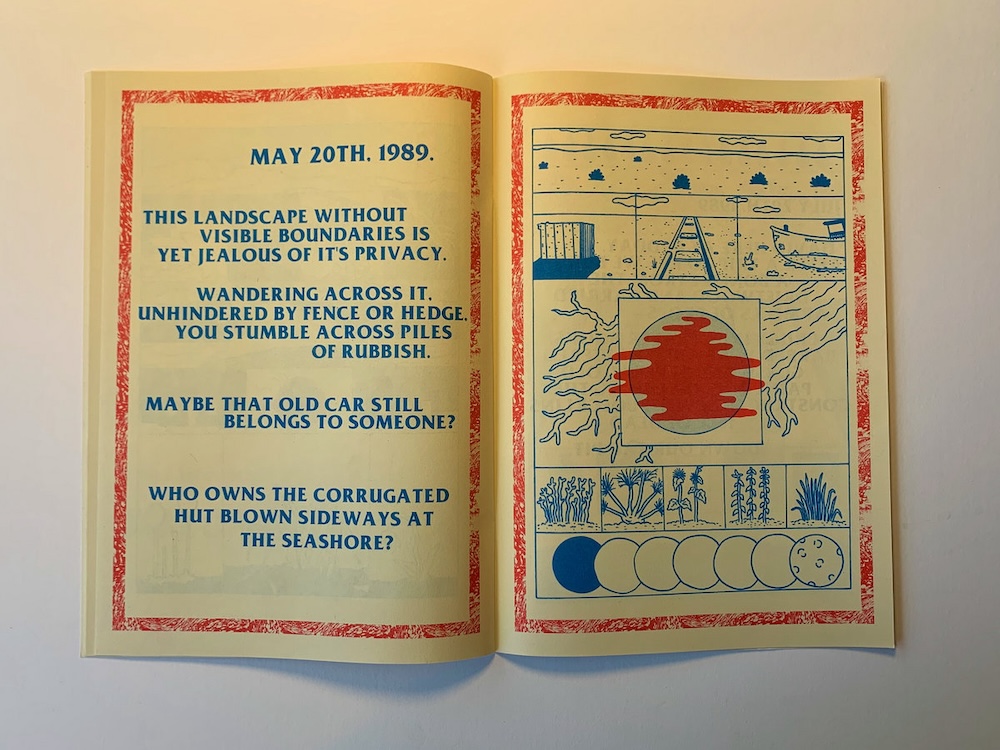 MAY 20TH. 1989.
THIS LANDSCAPE WITHOUT
VISIBLE BOUNDARIES IS
YET JEALOUS OF IT'S PRIVACY.
WANDERING ACROSS IT,
UNHINDERED BY FENCE OR HEDGE.
YOU STUMBLE ACROSS PILES
OF RUBBISH.
MAYBE THAT OLD CAR STILL
BELONGS TO SOMEONE?
WHO OWNS THE CORRUGATED
HUT BLOWN SIDEWAYS AT
THE SEASHORE?